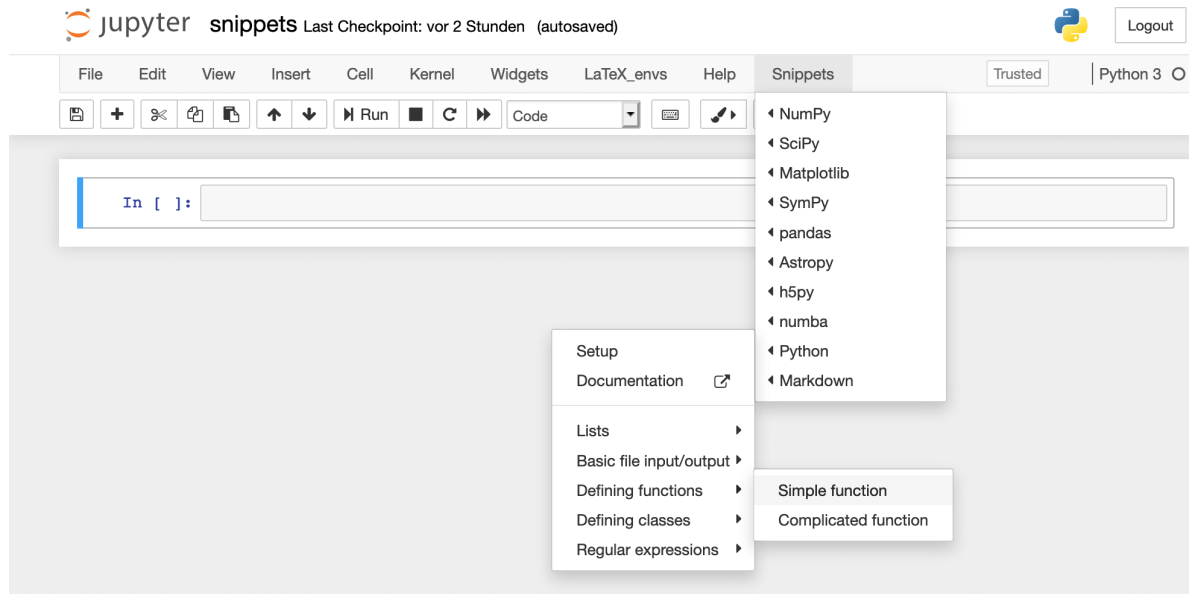 jupyter snippets Last Checkpoint: vor 2 Stunden (autosaved) Logout
File Edit View Insert Cell Kernel Widgets LaTeX_envs Help Snippets Trusted Python 3
Run Code
In [ ]:
NumPy
SciPy
Matplotlib
SymPy
pandas
Astropy
h5py
numba
Python
Markdown
Setup
Documentation
Lists
Basic file input/output
Defining functions
Defining classes
Regular expressions
Simple function
Complicated function